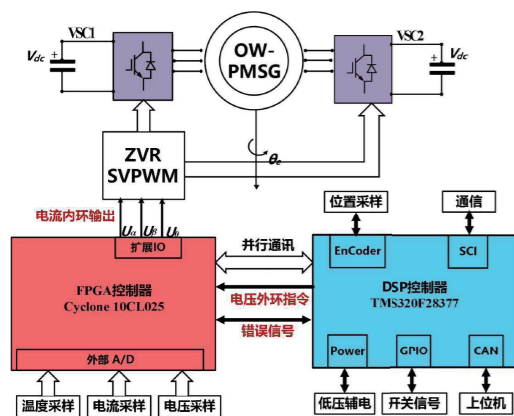 VSC1
V_dc
OW-
PMSG
VSC2
V_dc
θ_e
ZVR
SVPWM
电流内环输出
U_α U_β U_0
扩展IO
FPGA控制器
Cyclone 10CL025
外部 A/D
温度采样 电流采样 电压采样
并行通讯
电压外环指令
错误信号
位置采样 通信
EnCoder SCI
DSP控制器
TMS320F28377
Power GPIO CAN
低压辅电 开关信号 上位机